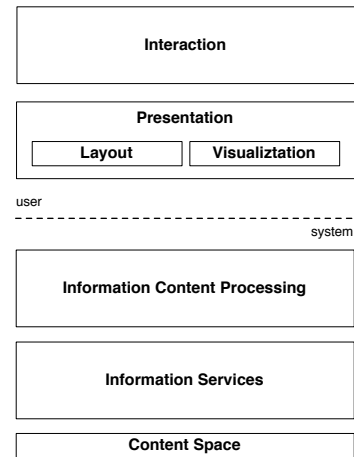 Interaction
Presentation
Layout Visualiztation
user
system
Information Content Processing
Information Services
Content Space